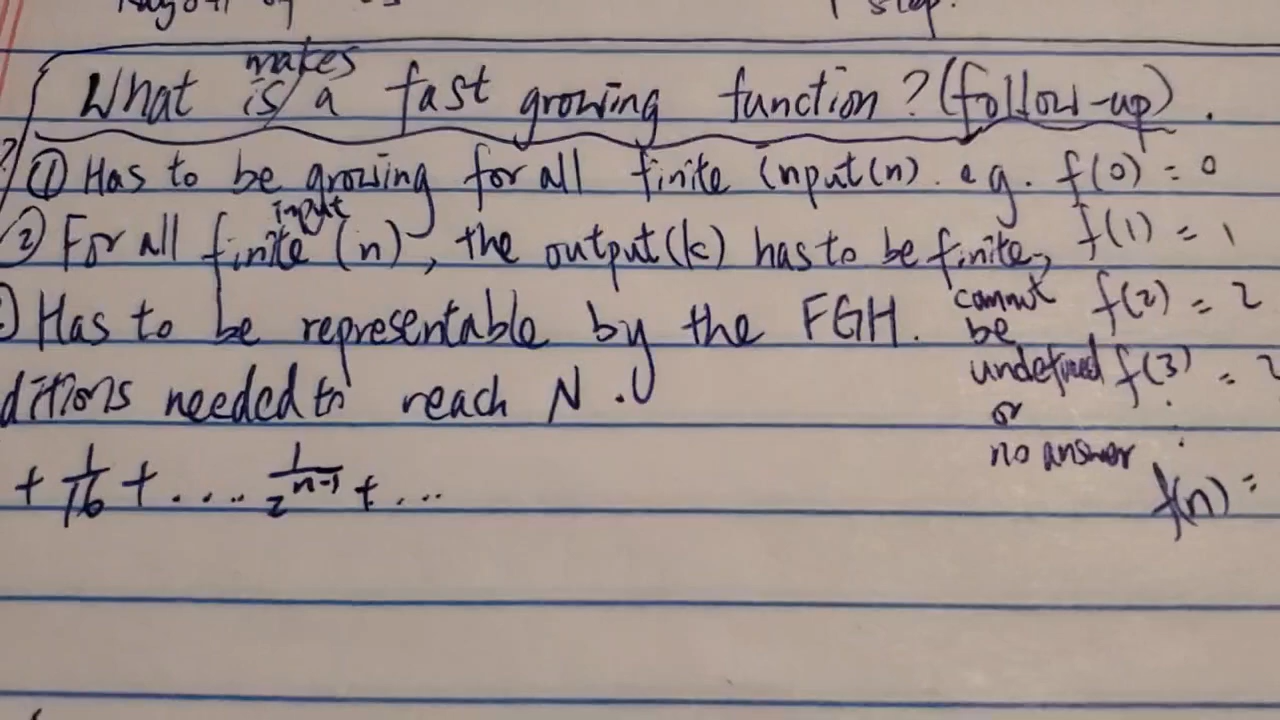 step.
What makes a fast growing function? (follow-up).
① Has to be growing for all finite input(n). eg. f(0) = 0
② For all finite input (n), the output(k) has to be finite, f(1) = 1
cannot be undefined or no answer
f(2) = 2
Has to be representable by the FGH.
f(3) =
ditions needed to reach N.
+ 1/16 + .... 1/2^(n-1) + ...
f(n) =